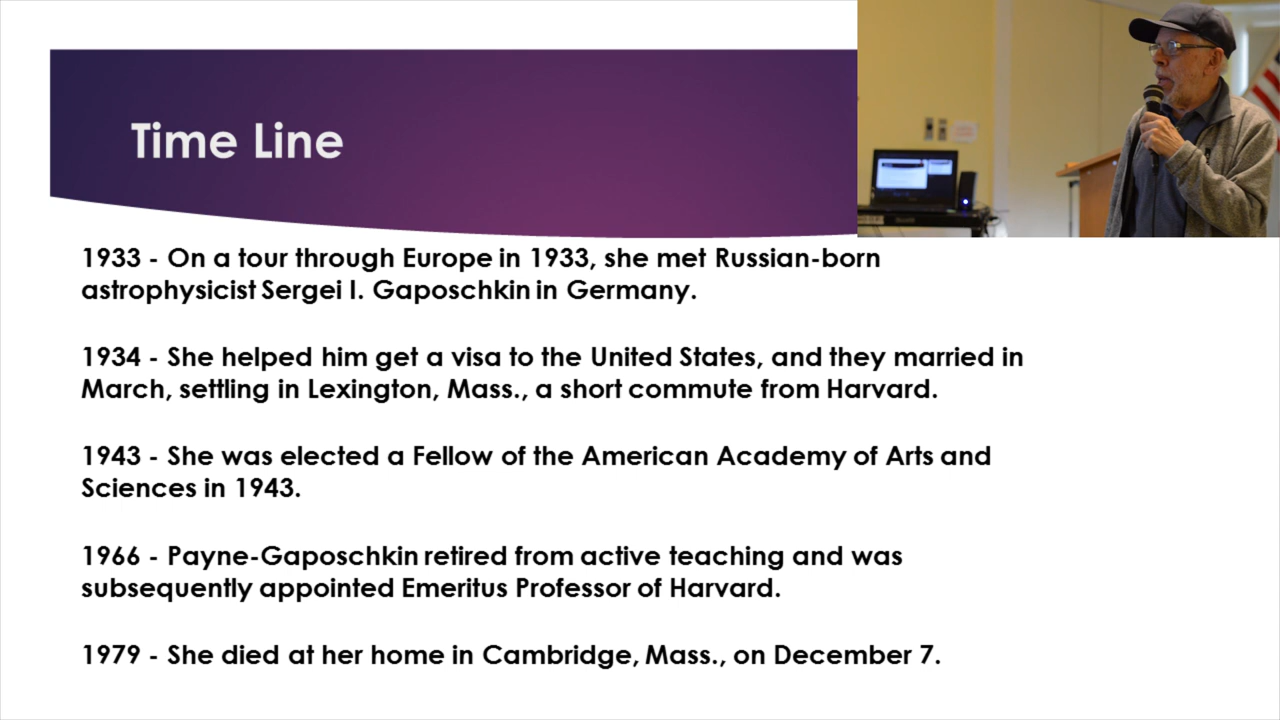 Time Line
1933 - On a tour through Europe in 1933, she met Russian-born
astrophysicist Sergei I. Gaposchkin in Germany.
1934 - She helped him get a visa to the United States, and they married in
March, settling in Lexington, Mass., a short commute from Harvard.
1943 - She was elected a Fellow of the American Academy of Arts and
Sciences in 1943.
1966 - Payne-Gaposchkin retired from active teaching and was
subsequently appointed Emeritus Professor of Harvard.
1979 - She died at her home in Cambridge, Mass., on December 7.